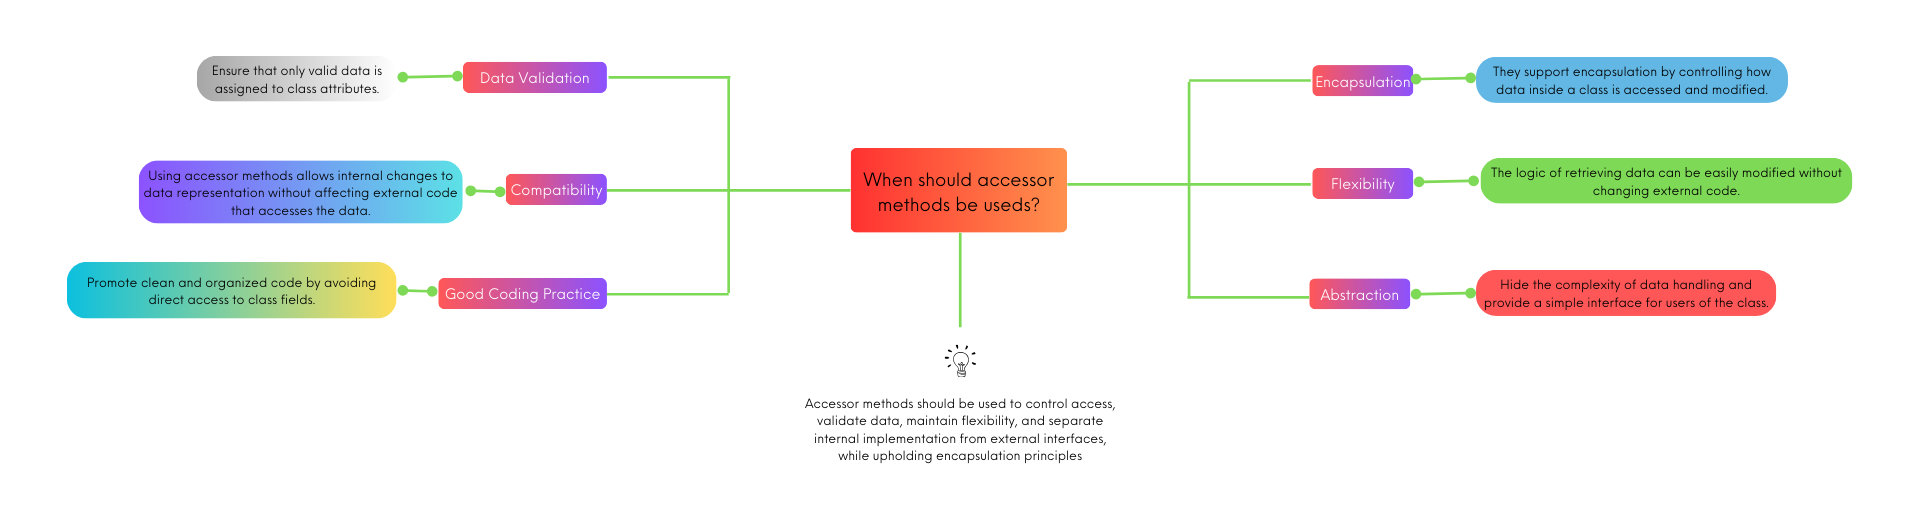 Ensure that only valid data is
assigned to class attributes.
Data Validation
Using accessor methods allows internal changes to
data representation without affecting external code
that accesses the data.
Compatibility
Promote clean and organized code by avoiding
direct access to class fields.
Good Coding Practice
When should accessor
methods be useds?
Accessor methods should be used to control access,
validate data, maintain flexibility, and separate
internal implementation from external interfaces,
while upholding encapsulation principles
Encapsulation
They support encapsulation by controlling how
data inside a class is accessed and modified.
Flexibility
The logic of retrieving data can be easily modified without
changing external code.
Abstraction
Hide the complexity of data handling and
provide a simple interface for users of the class.